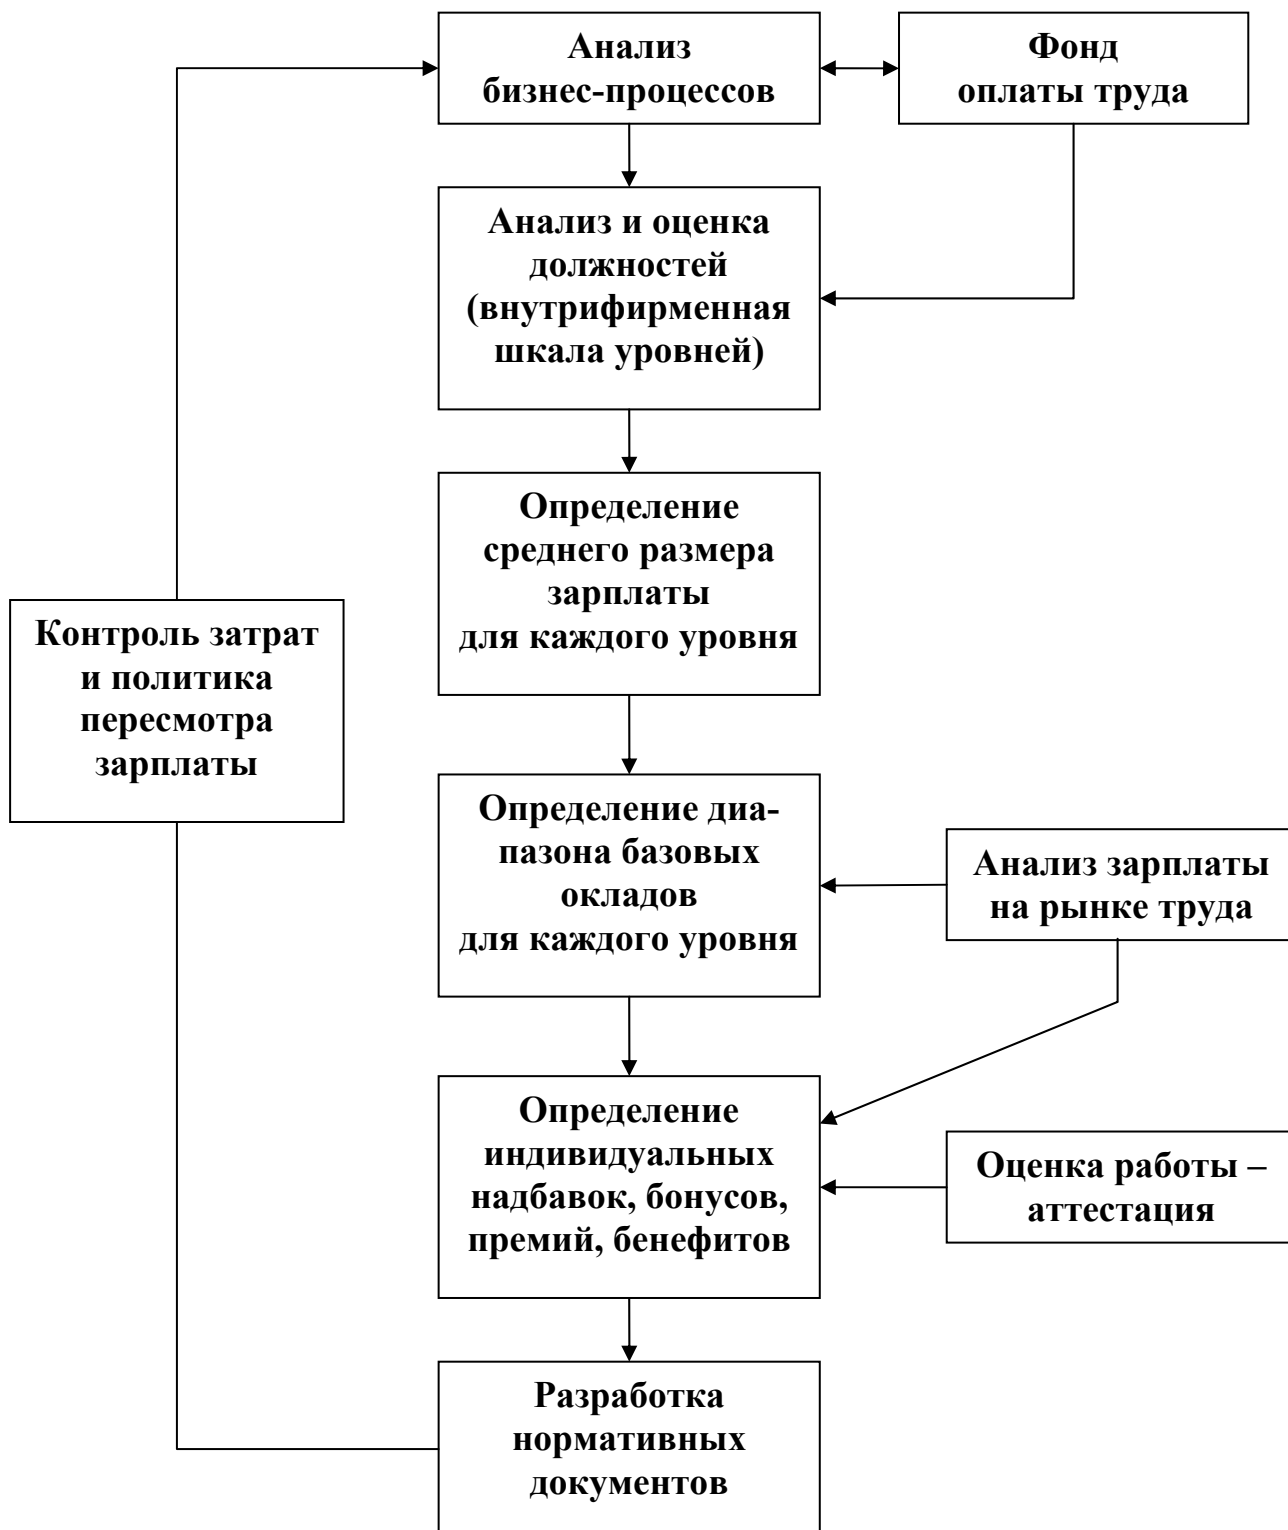 Анализ
бизнес-процессов
Фонд
оплаты труда
Анализ и оценка
должностей
(внутрифирменная
шкала уровней)
Определение
среднего размера
зарплаты
для каждого уровня
Контроль затрат
и политика
пересмотра
зарплаты
Определение диа-
пазона базовых
окладов
для каждого уровня
Анализ зарплаты
на рынке труда
Определение
индивидуальных
надбавок, бонусов,
премий, бенефитов
Оценка работы –
аттестация
Разработка
нормативных
документов